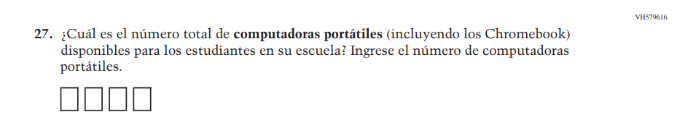 VH579616
27. ¿Cuál es el número total de computadoras portátiles (incluyendo los Chromebook)
disponibles para los estudiantes en su escuela? Ingrese el número de computadoras
portátiles.